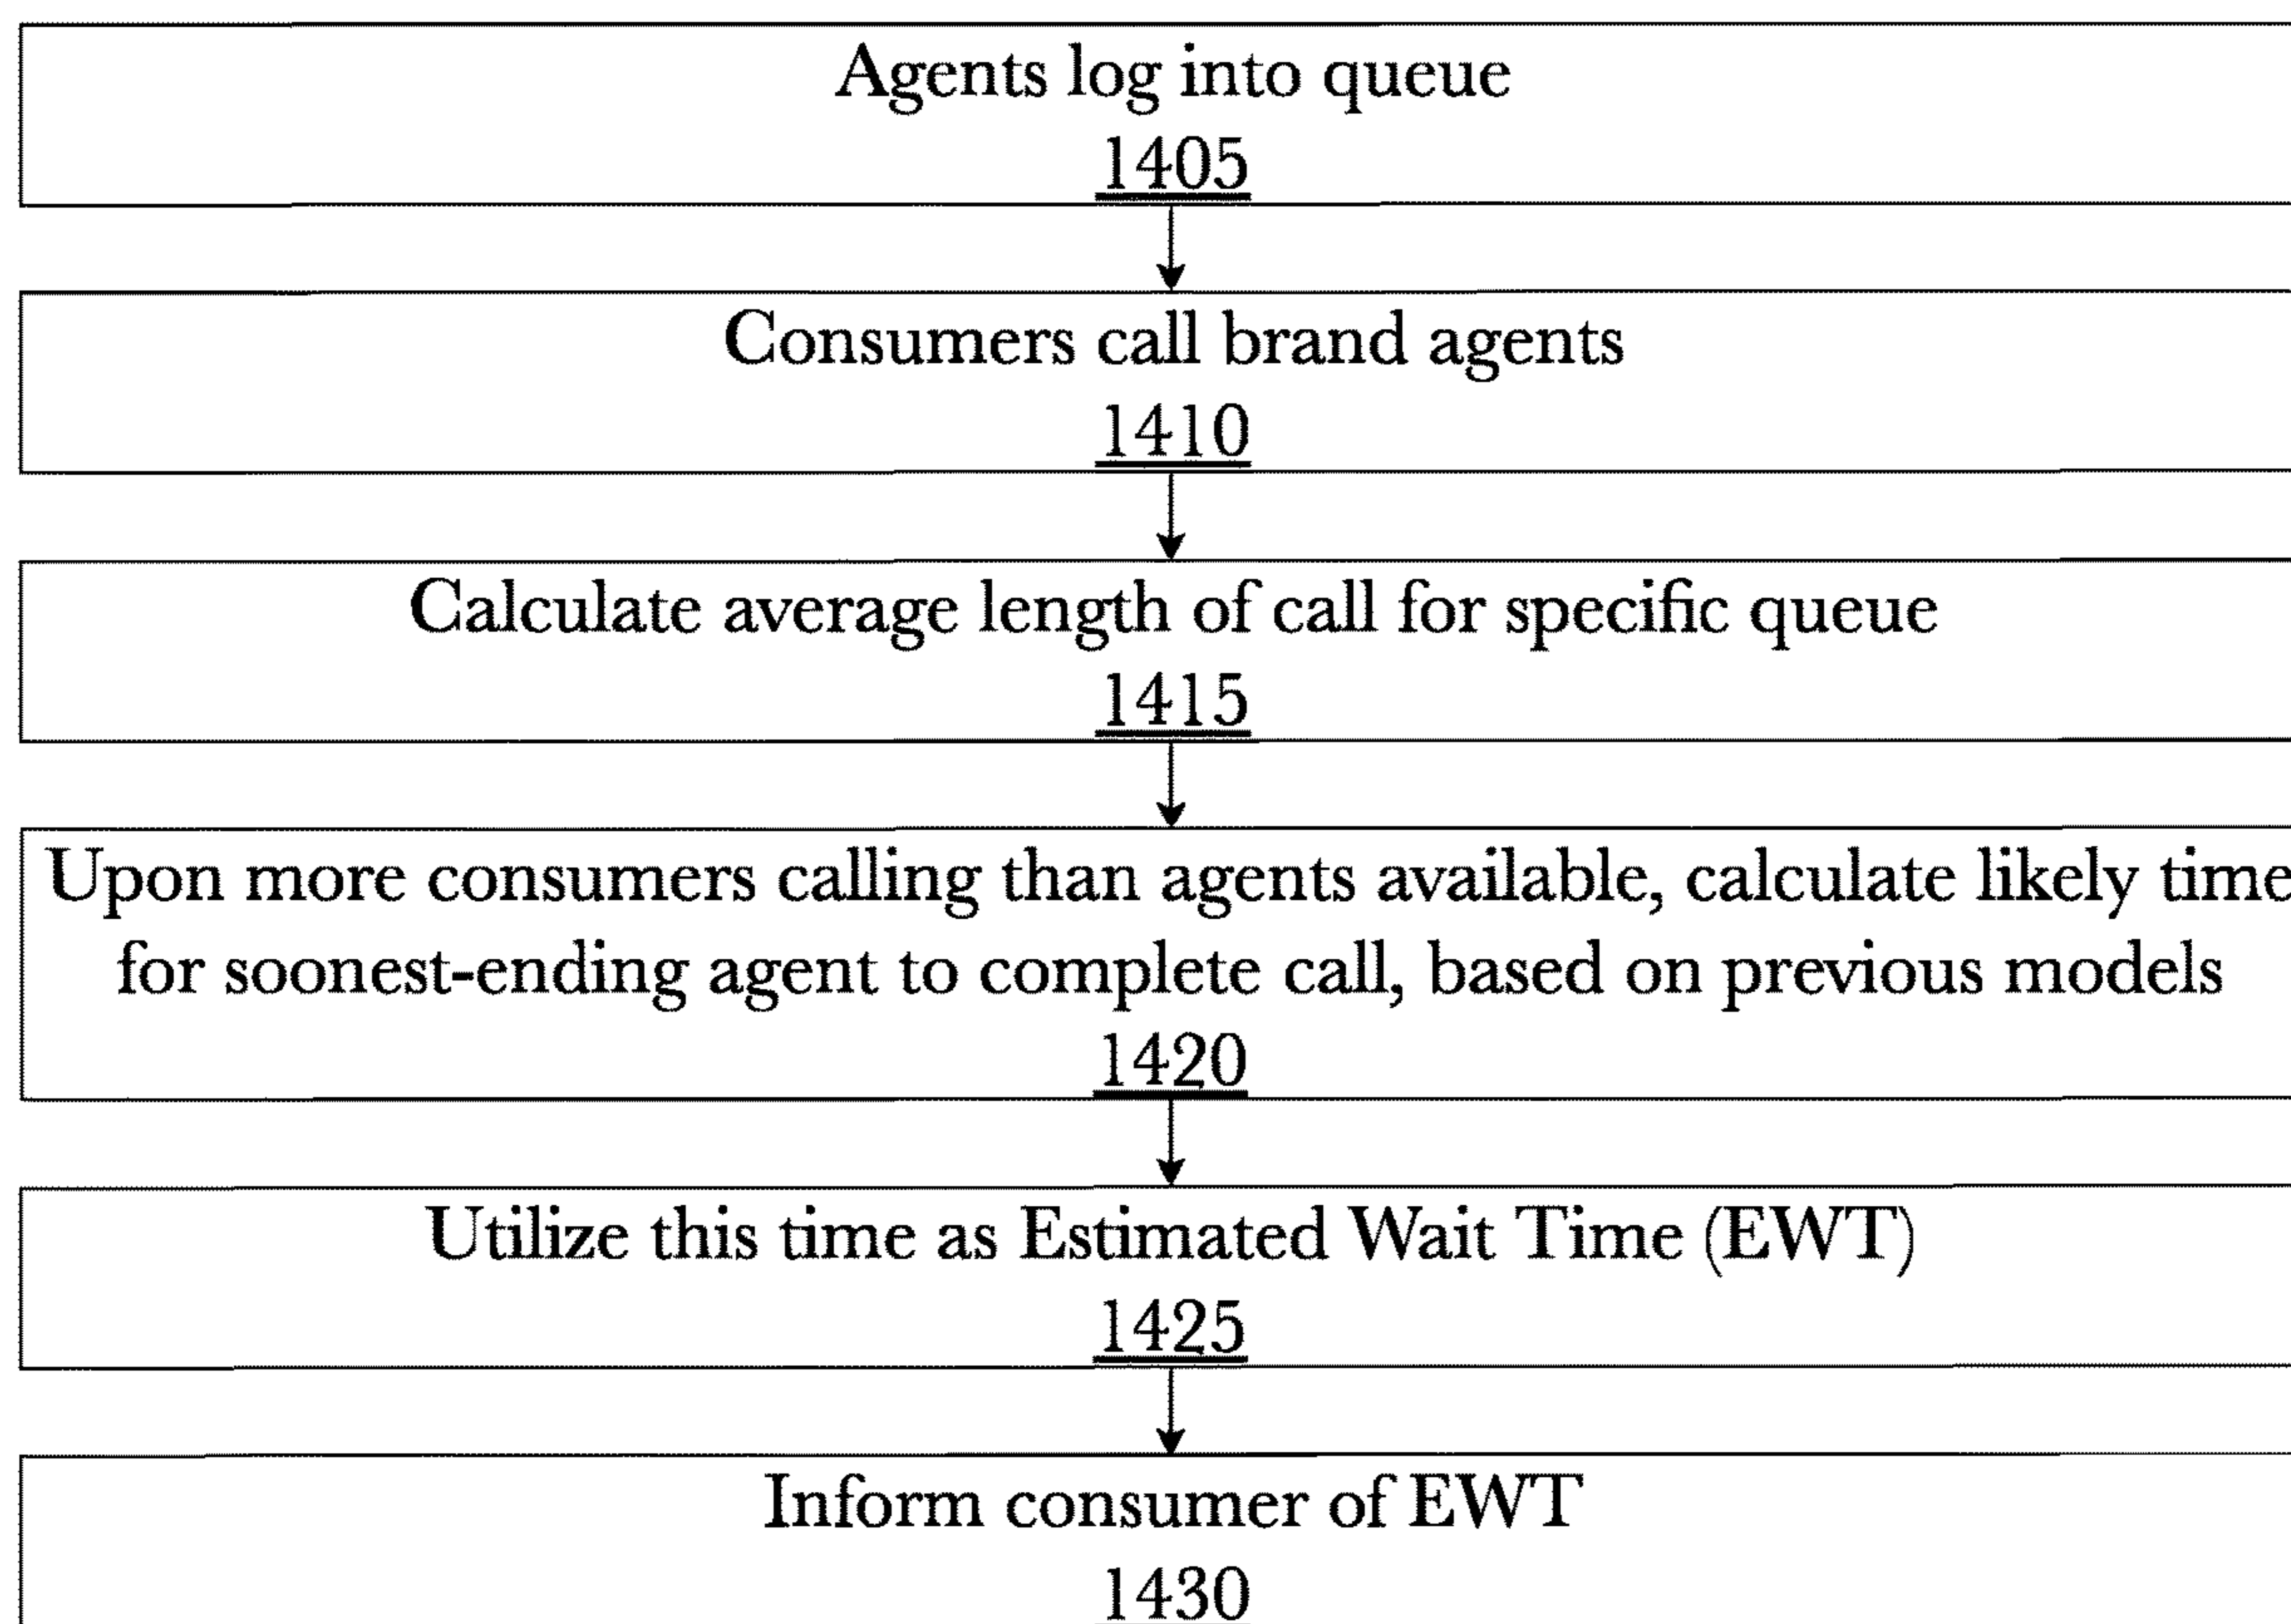 Agents log into queue
1405
Consumers call brand agents
1410
Calculate average length of call for specific queue
1415
Upon more consumers calling than agents available, calculate likely time
for soonest-ending agent to complete call, based on previous models
1420
Utilize this time as Estimated Wait Time (EWT)
1425
Inform consumer of EWT
1430